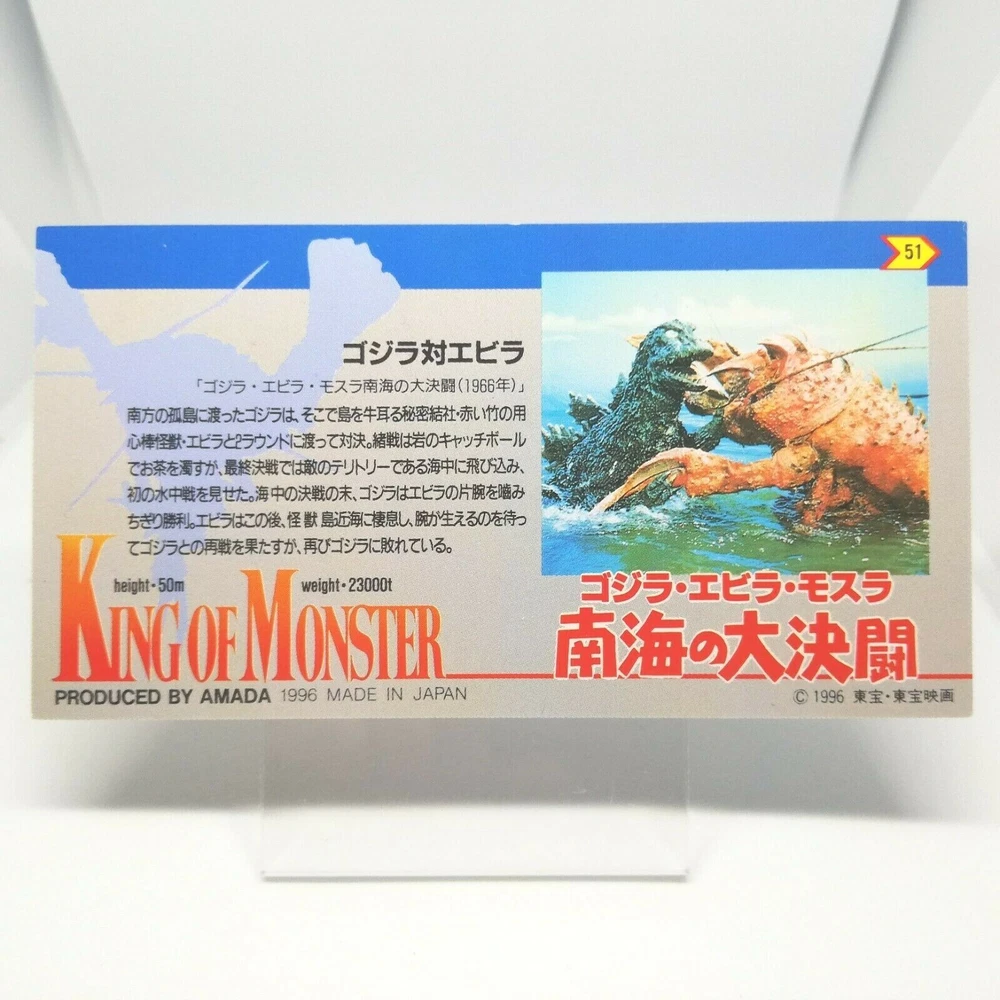 51
ゴジラ対エビラ
「ゴジラ・エビラ・モスラ南海の大決闘(1966年)」
南方の孤島に渡ったゴジラは、そこで島を牛耳る秘密結社・赤い竹の用
心棒怪獣・エビラと2ラウンドに渡って対決。緒戦は岩のキャッチボール
でお茶を濁すが、最終決戦では敵のテリトリーである海中に飛び込み、
初の水中戦を見せた。海中の決戦の末、ゴジラはエビラの片腕を噛み
ちぎり勝利。エビラはこの後、怪獣島近海に棲息し、腕が生えるのを待っ
てゴジラとの再戦を果たすが、再びゴジラに敗れている。
height・50m weight・23000t
KING OF MONSTER
PRODUCED BY AMADA 1996 MADE IN JAPAN
ゴジラ・エビラ・モスラ
南海の大決闘
© 1996 東宝・東宝映画